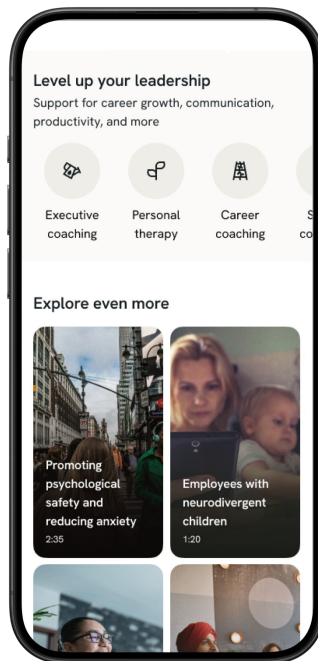 Level up your leadership
Support for career growth, communication,
productivity, and more
Executive
coaching
Personal
therapy
Career
coaching
S
co
Explore even more
Promoting
psychological
safety and
reducing anxiety
2:35
Employees with
neurodivergent
children
1:20